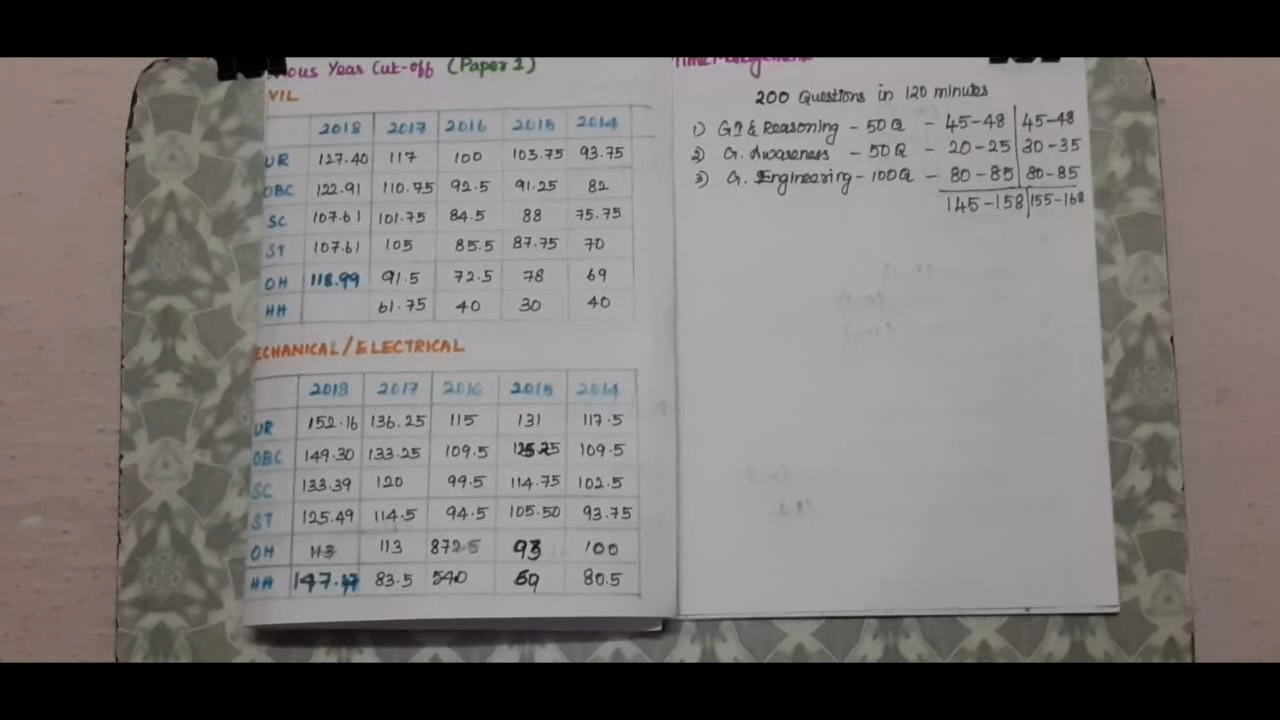 ious Year Cut-off (Paper 1)
VIL
2018 2017 2016 2015 2014
UR 127.40 117 100 103.75 93.75
OBC 122.91 110.75 92.5 91.25 82
SC 107.61 101.75 84.5 88 75.75
ST 107.61 105 85.5 87.75 70
OH 118.99 91.5 72.5 78 69
HH 61.75 40 30 40
ECHANICAL/ELECTRICAL
2018 2017 2016 2015 2014
UR 152.16 136.25 115 131 117.5
OBC 149.30 133.25 109.5 125.25 109.5
SC 133.39 120 99.5 114.75 102.5
ST 125.49 114.5 94.5 105.50 93.75
OH 113 113 93 100
HH 83.5 80.5
200 Questions in 120 minutes
1) GI & Reasoning - 50Q - 45-48 45-48
2) G. Awareness - 50Q - 20-25 30-35
3) G. Engineering - 100Q - 80-85 80-85
145-158 155-168